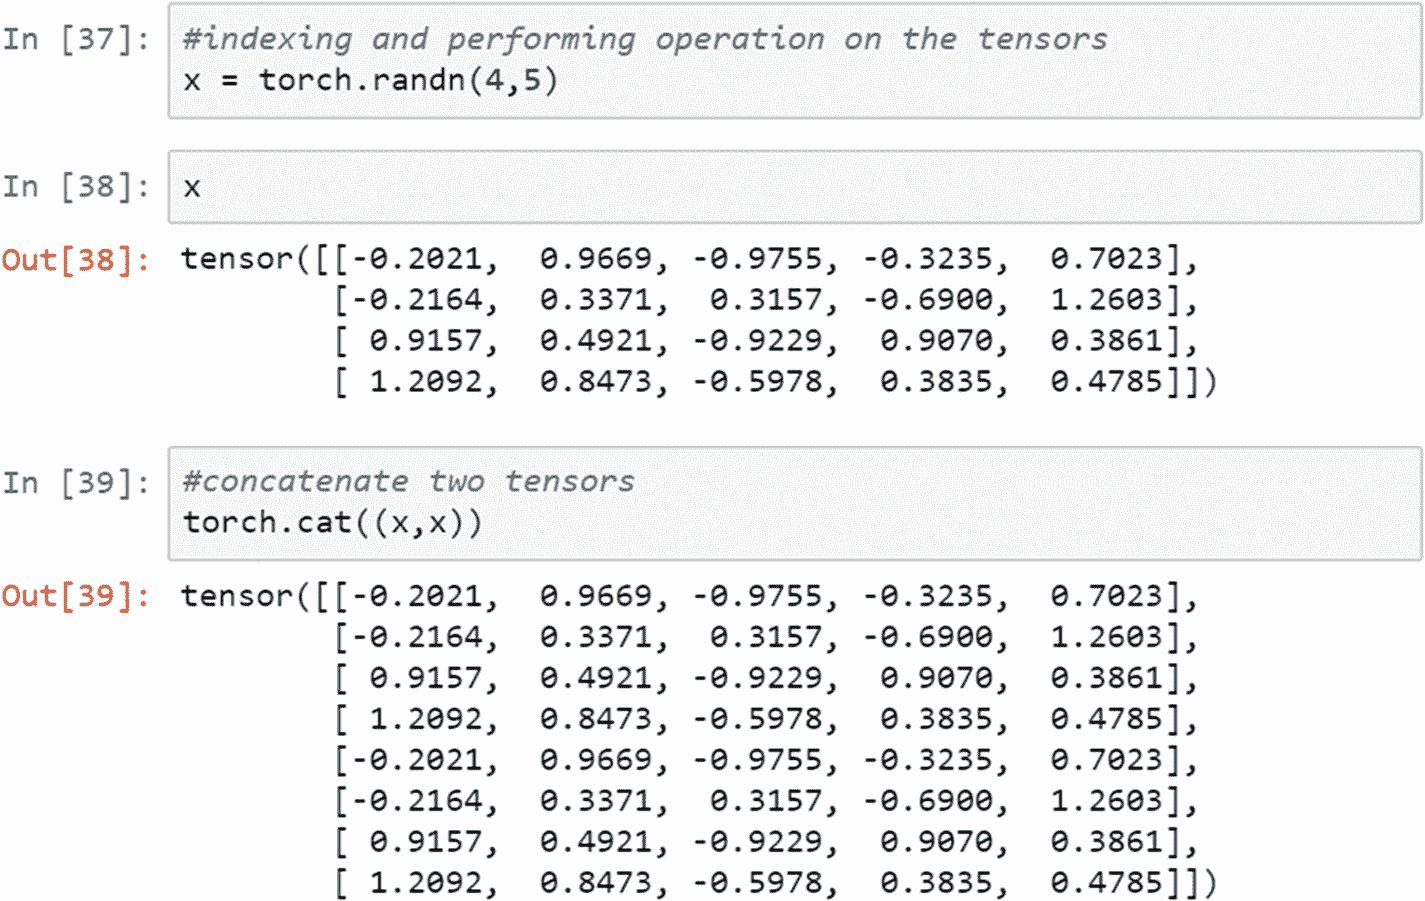 In [37]: #indexing and performing operation on the tensors
x = torch.randn(4,5)
In [38]: x
Out[38]: tensor([[-0.2021,  0.9669, -0.9755, -0.3235,  0.7023],
[-0.2164,  0.3371,  0.3157, -0.6900,  1.2603],
[ 0.9157,  0.4921, -0.9229,  0.9070,  0.3861],
[ 1.2092,  0.8473, -0.5978,  0.3835,  0.4785]])
In [39]: #concatenate two tensors
torch.cat((x,x))
Out[39]: tensor([[-0.2021,  0.9669, -0.9755, -0.3235,  0.7023],
[-0.2164,  0.3371,  0.3157, -0.6900,  1.2603],
[ 0.9157,  0.4921, -0.9229,  0.9070,  0.3861],
[ 1.2092,  0.8473, -0.5978,  0.3835,  0.4785],
[-0.2021,  0.9669, -0.9755, -0.3235,  0.7023],
[-0.2164,  0.3371,  0.3157, -0.6900,  1.2603],
[ 0.9157,  0.4921, -0.9229,  0.9070,  0.3861],
[ 1.2092,  0.8473, -0.5978,  0.3835,  0.4785]])